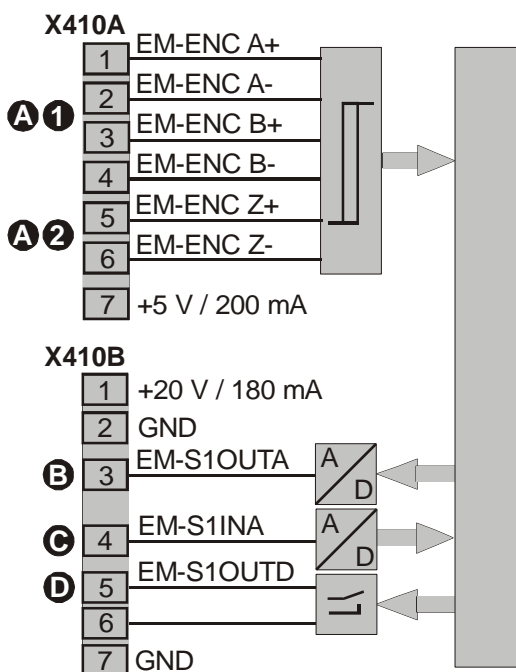 X410A
1 EM-ENC A+
2 EM-ENC A-
A 1
3 EM-ENC B+
4 EM-ENC B-
5 EM-ENC Z+
A 2
6 EM-ENC Z-
7 +5 V / 200 mA
X410B
1 +20 V / 180 mA
2 GND
B 3 EM-S1OUTA A D
C 4 EM-S1INA A D
D 5 EM-S1OUTD
6
7 GND